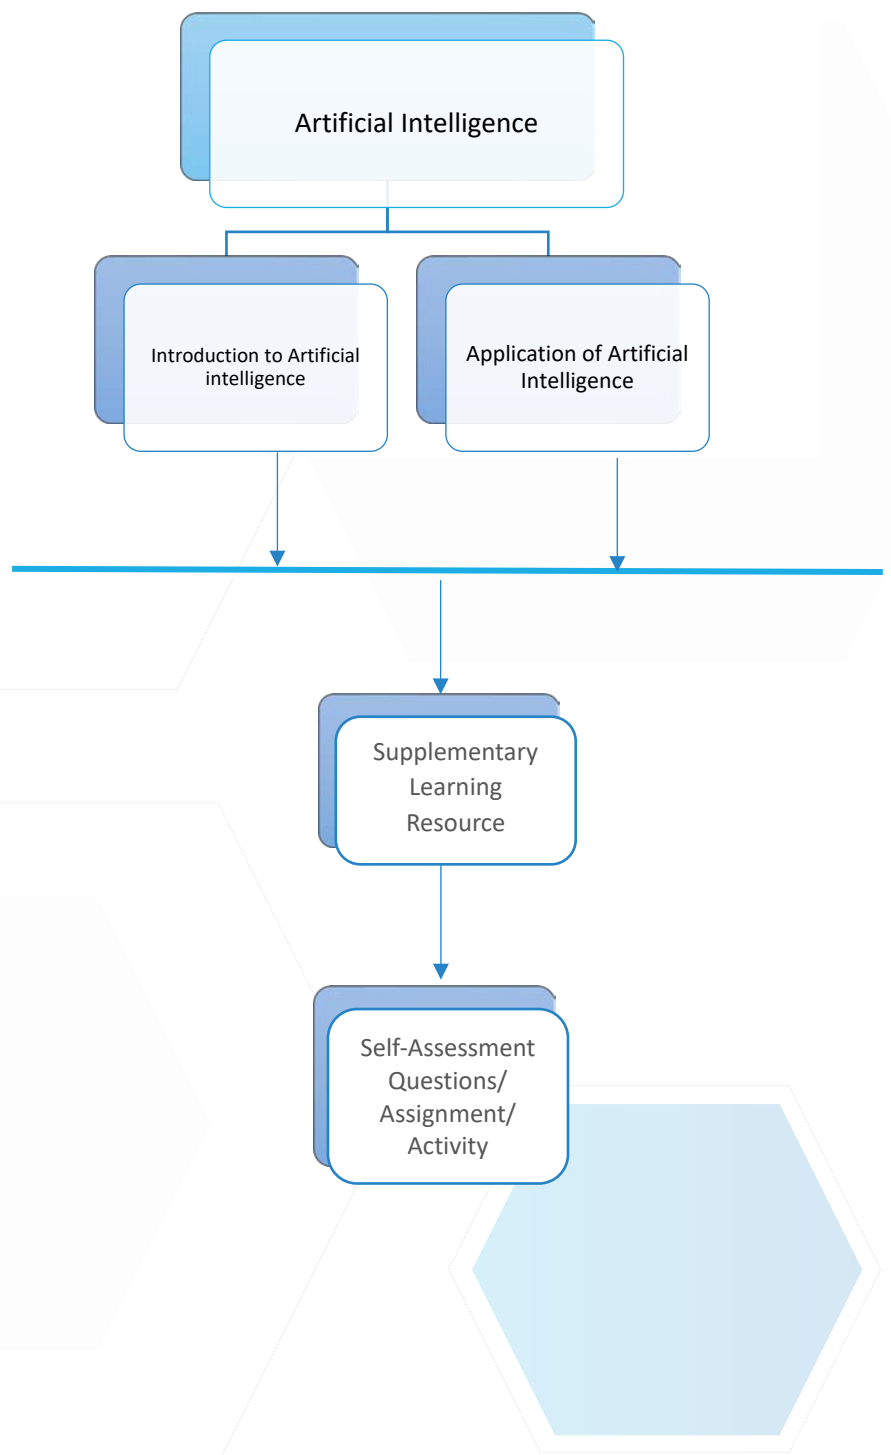 Artificial Intelligence
Introduction to Artificial
intelligence
Application of Artificial
Intelligence
Supplementary
Learning
Resource
Self-Assessment
Questions/
Assignment/
Activity